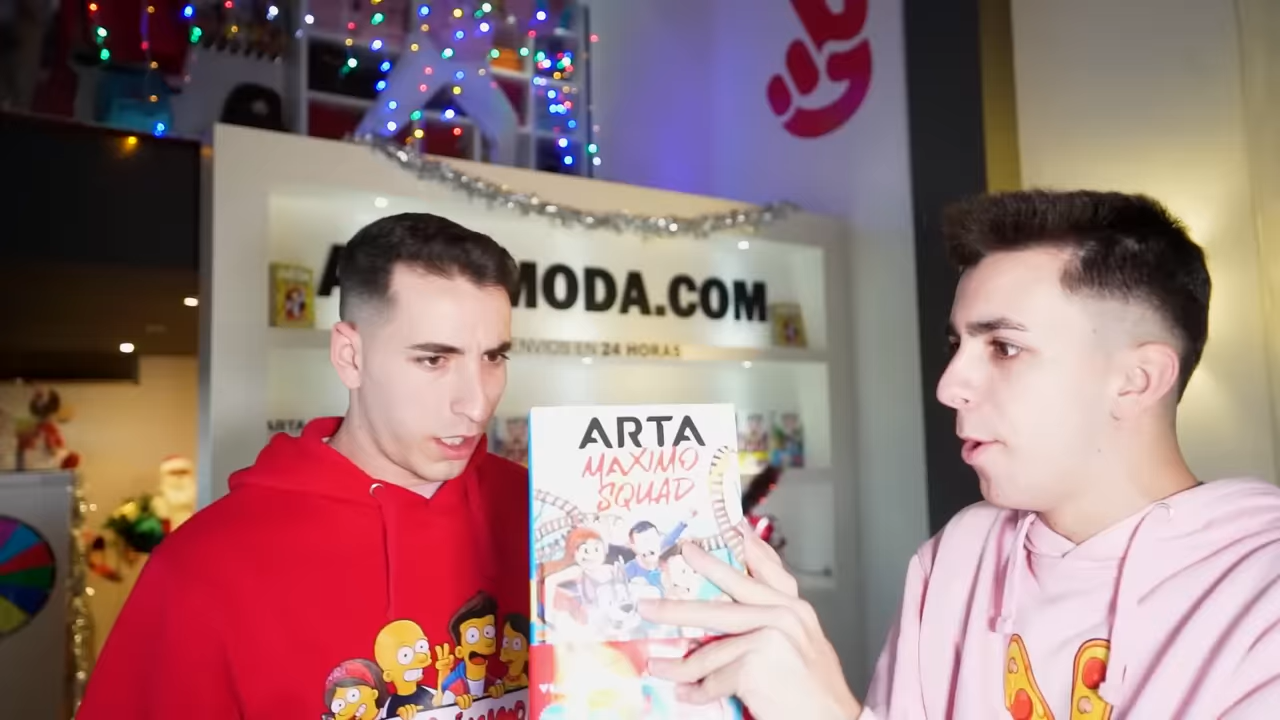 MODA.COM
ENVIOS EN 24 HORAS
ARTA
MAXIMO
SQUAD